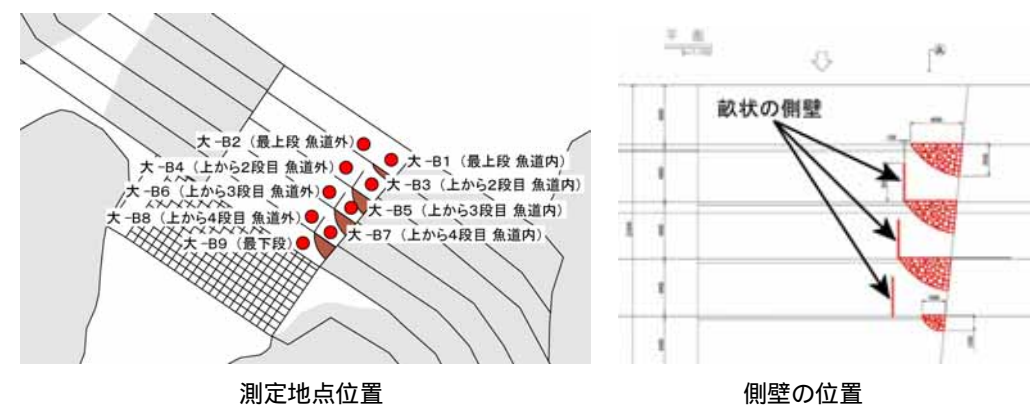 大-B2（最上段 魚道外）
大-B1（最上段 魚道内）
大-B4（上から2段目 魚道外）
大-B3（上から2段目 魚道内）
大-B6（上から3段目 魚道外）
大-B5（上から3段目 魚道内）
大-B8（上から4段目 魚道外）
大-B7（上から4段目 魚道内）
大-B9（最下段）
測定地点位置
平 面
畝状の側壁
側壁の位置